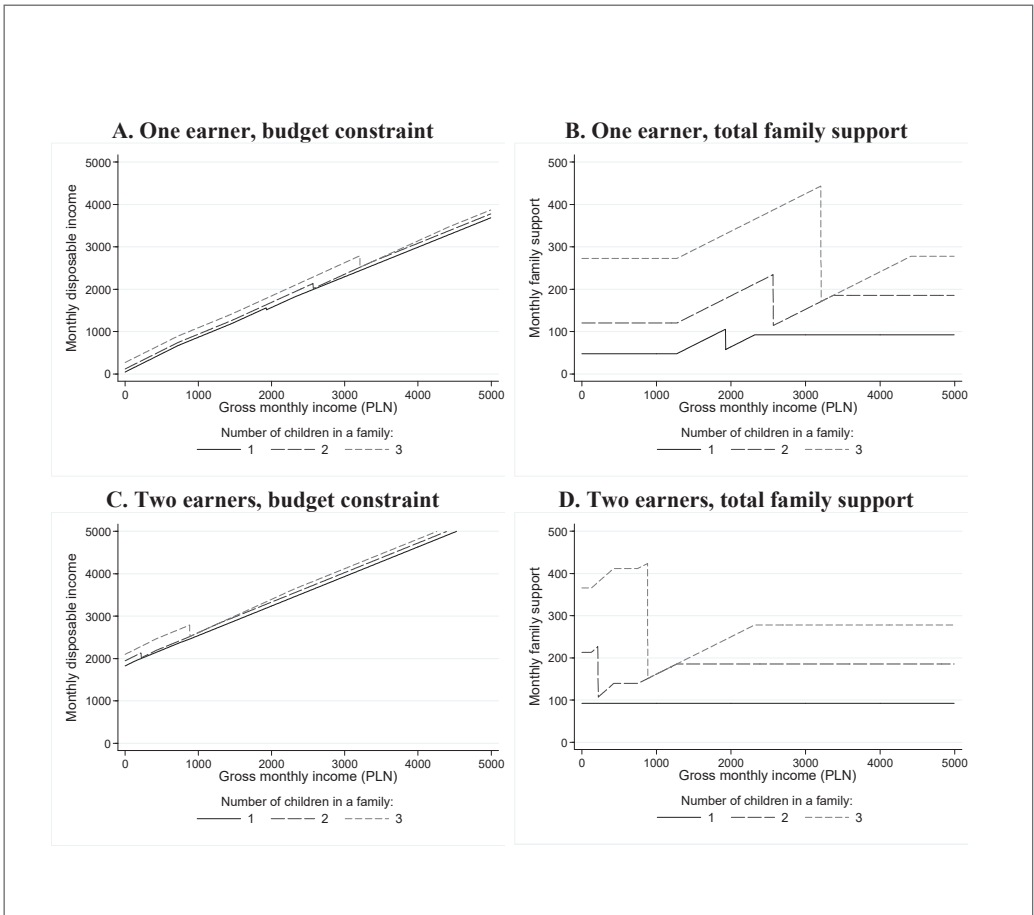 A. One earner, budget constraint
Monthly disposable income
5000
4000
3000
2000
1000
0
0 1000 2000 3000 4000 5000
Gross monthly income (PLN)
Number of children in a family:
1 2 3
B. One earner, total family support
Monthly family support
500
400
300
200
100
0
0 1000 2000 3000 4000 5000
Gross monthly income (PLN)
Number of children in a family:
1 2 3
C. Two earners, budget constraint
Monthly disposable income
5000
4000
3000
2000
1000
0
0 1000 2000 3000 4000 5000
Gross monthly income (PLN)
Number of children in a family:
1 2 3
D. Two earners, total family support
Monthly family support
500
400
300
200
100
0
0 1000 2000 3000 4000 5000
Gross monthly income (PLN)
Number of children in a family:
1 2 3